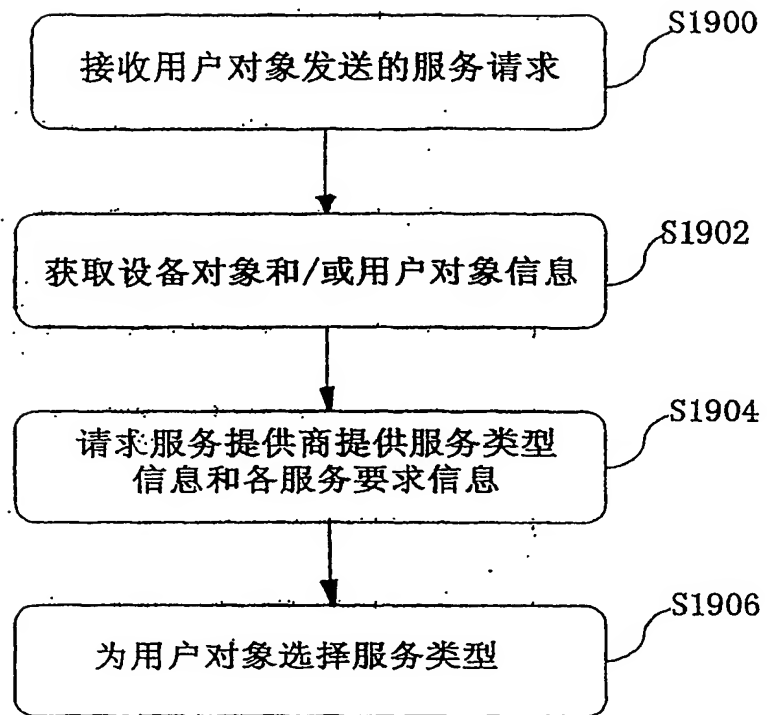 S1900
接收用户对象发送的服务请求
S1902
获取设备对象和/或用户对象信息
S1904
请求服务提供商提供服务类型
信息和各服务要求信息
S1906
为用户对象选择服务类型